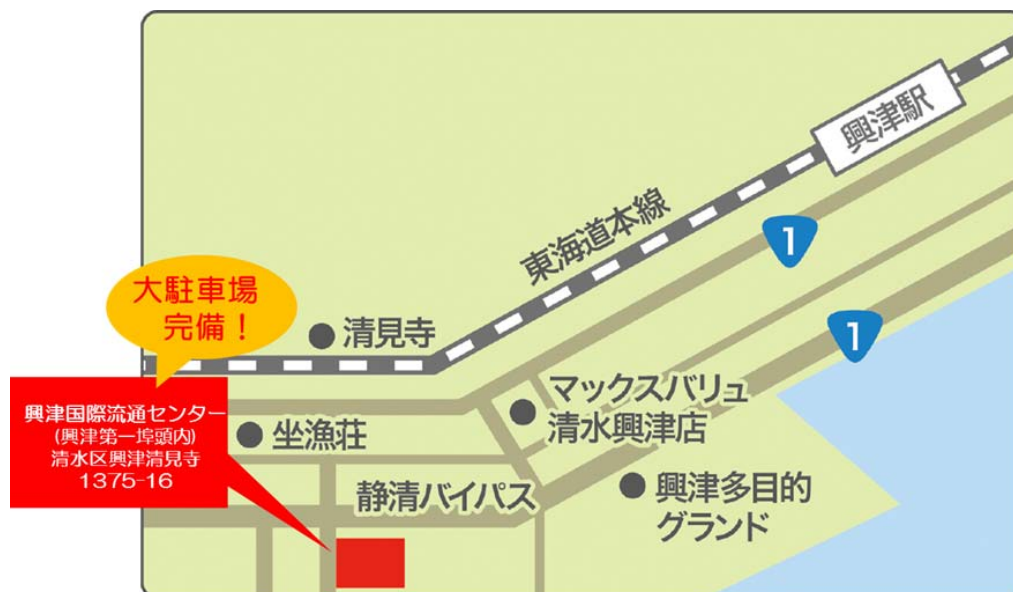 興津駅
東海道本線
1
1
大駐車場
完備！
清見寺
興津国際流通センター
(興津第一埠頭内)
清水区興津清見寺
1375-16
坐漁荘
マックスバリュ
清水興津店
静清バイパス
興津多目的
グランド